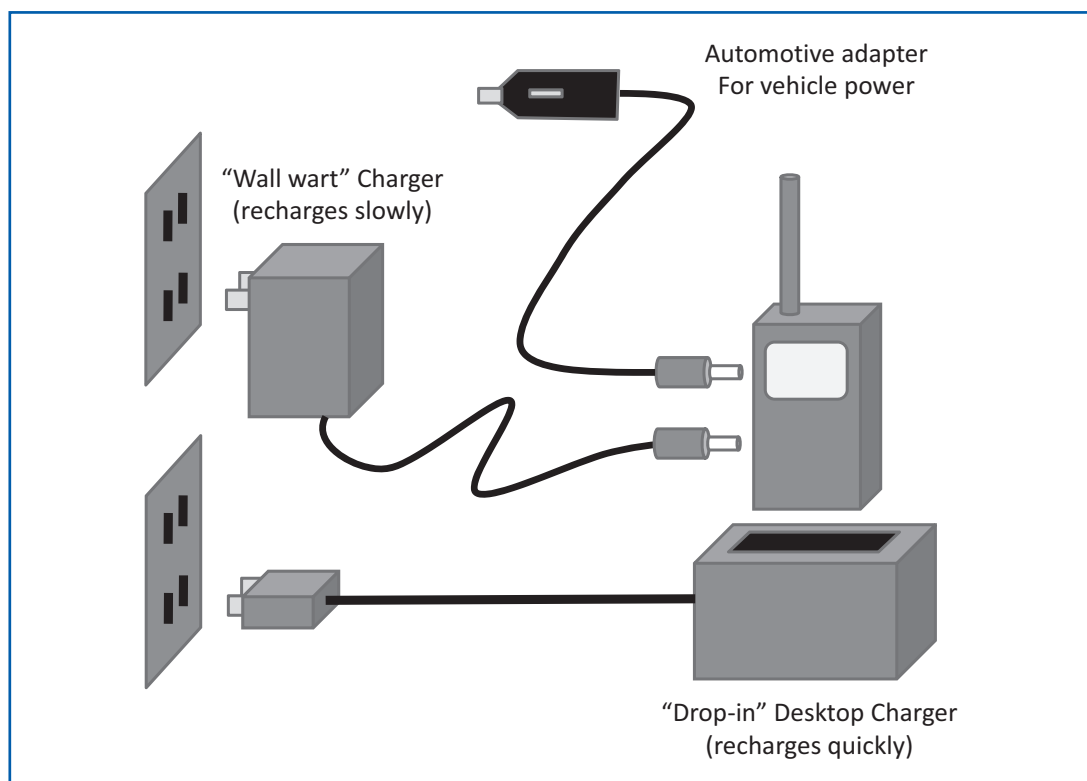 Automotive adapter
For vehicle power
“Wall wart” Charger
(recharges slowly)
“Drop-in” Desktop Charger
(recharges quickly)